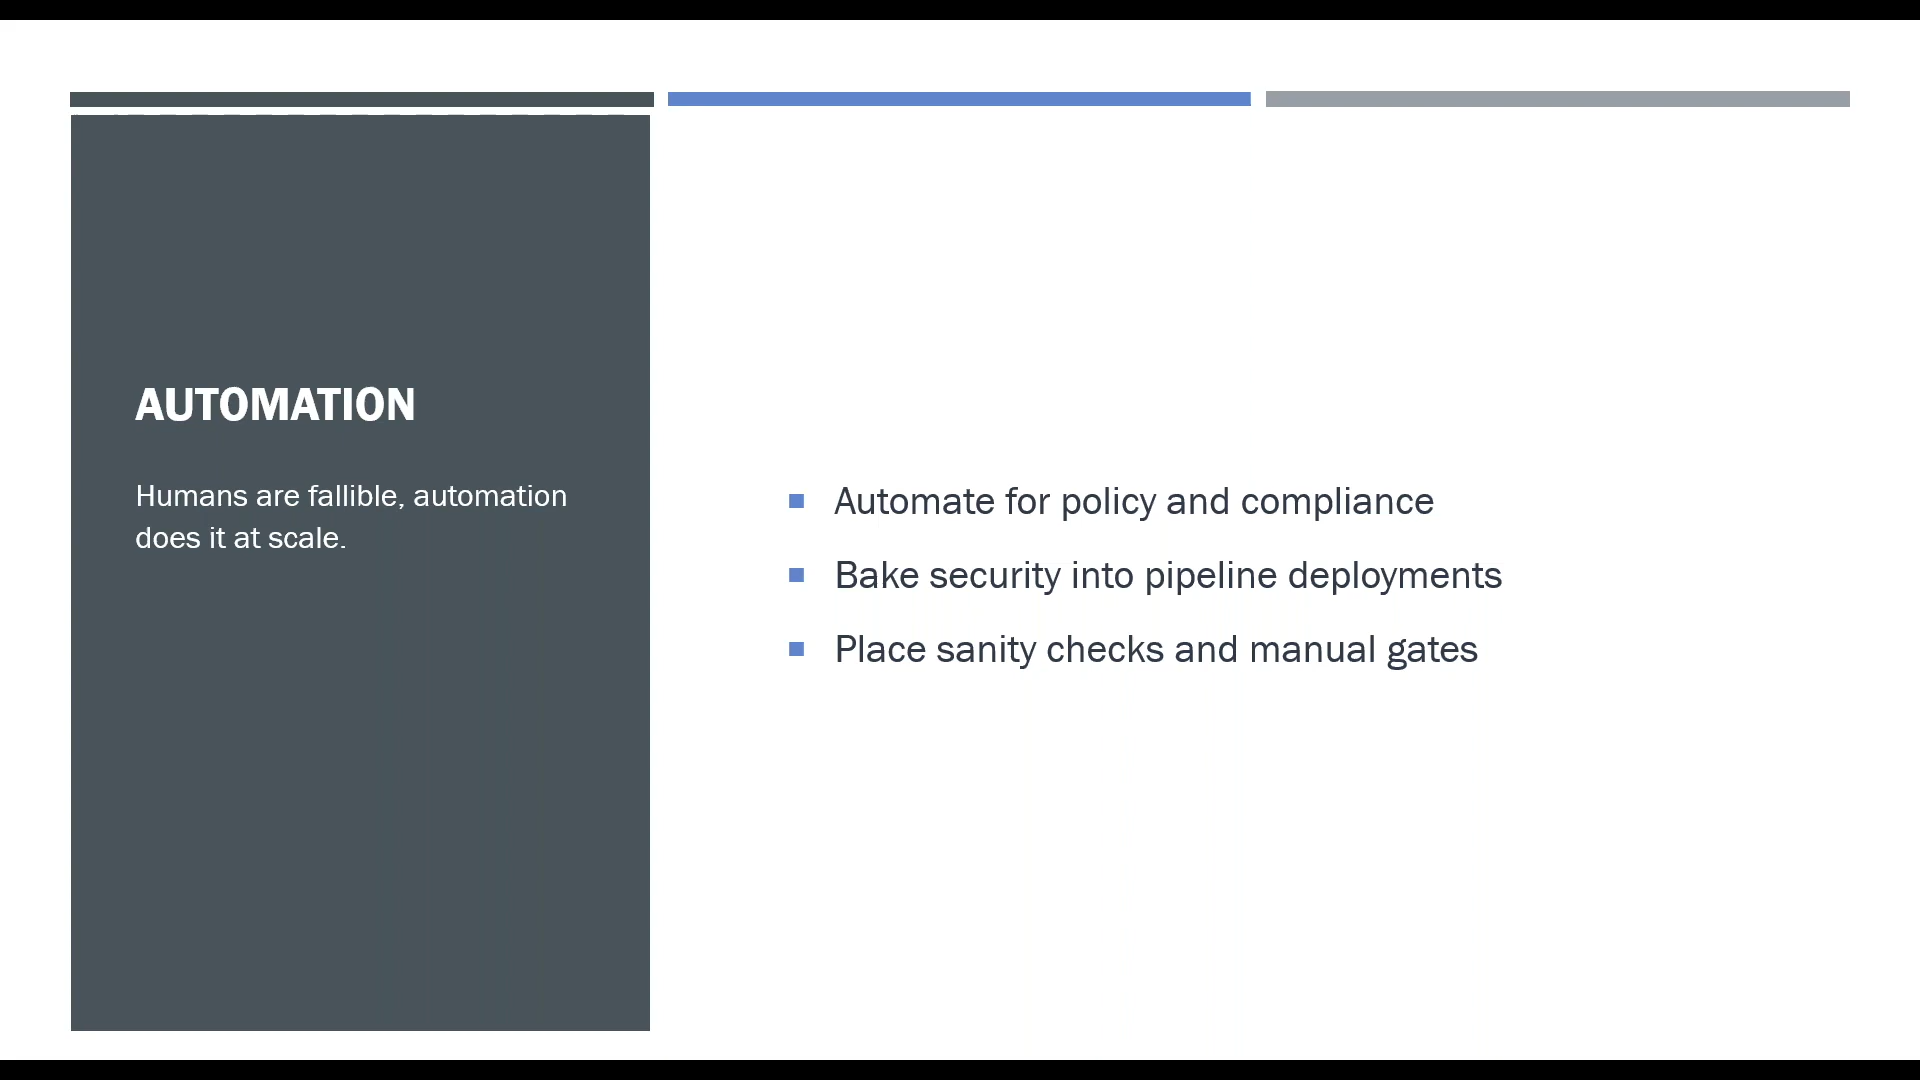 AUTOMATION
Humans are fallible, automation
does it at scale.
Automate for policy and compliance
Bake security into pipeline deployments
Place sanity checks and manual gates